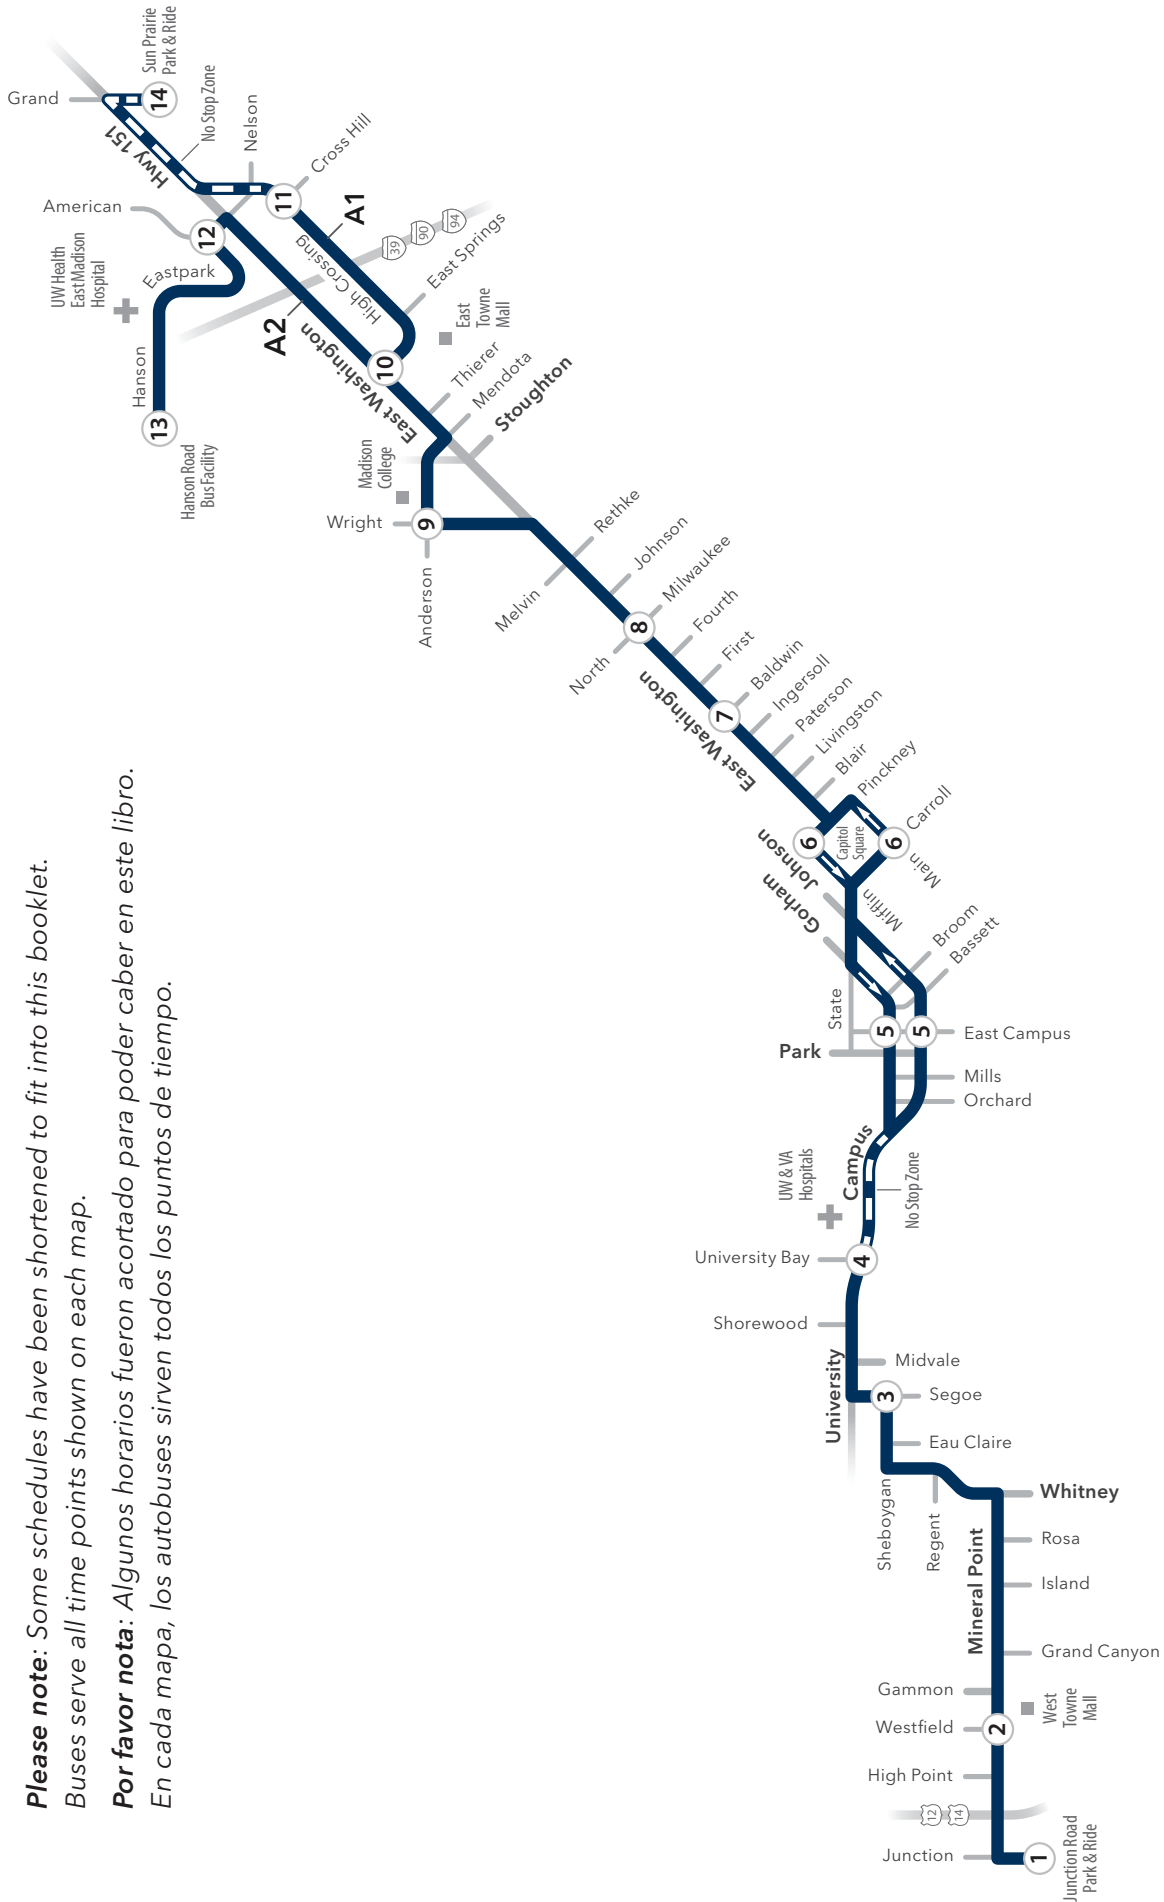 Please note: Some schedules have been shortened to fit into this booklet.
Buses serve all time points shown on each map.
Por favor nota: Algunos horarios fueron acortado para poder caber en este libro.
En cada mapa, los autobuses sirven todos los puntos de tiempo.
Grand
14
Sun Prairie
Park & Ride
Hwy 151
No Stop Zone
Nelson
11
Cross Hill
A1
American
12
UW Health
East Madison
Hospital
Eastpark
High Crossing
39
90
94
East Springs
A2
East Washington
10
East
Towne
Mall
Hanson
13
Hanson Road
Bus Facility
Thierer
Mendota
Stoughton
Madison
College
Wright
9
Anderson
Rethke
Melvin
Johnson
Milwaukee
8
North
Fourth
First
East Washington
7
Baldwin
Ingersoll
Paterson
Livingston
Blair
Pinckney
6
Capitol
Square
6
Carroll
Main
Johnson
Gorham
Mifflin
Broom
Bassett
State
5
5
East Campus
Park
Mills
Orchard
Campus
UW & VA
Hospitals
No Stop Zone
University Bay
4
Shorewood
University
Midvale
3
Segoe
Eau Claire
Sheboygan
Regent
Whitney
Mineral Point
Rosa
Island
Grand Canyon
Gammon
Westfield
2
West
Towne
Mall
High Point
12
14
Junction
1
Junction Road
Park & Ride